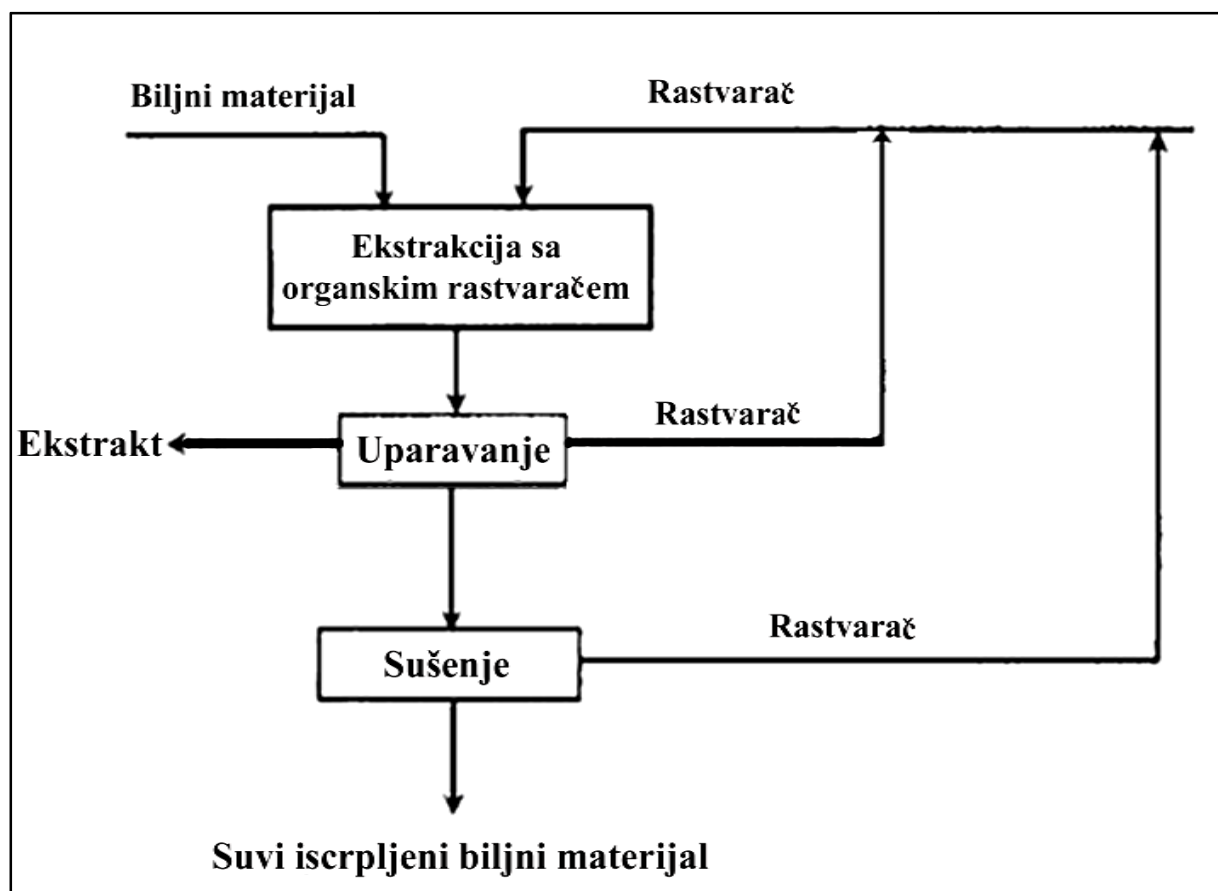 Biljni materijal
Rastvarač
Ekstrakcija sa
organskim rastvaračem
Rastvarač
Ekstrakt
Uparavanje
Rastvarač
Sušenje
Suvi iscrpljeni biljni materijal